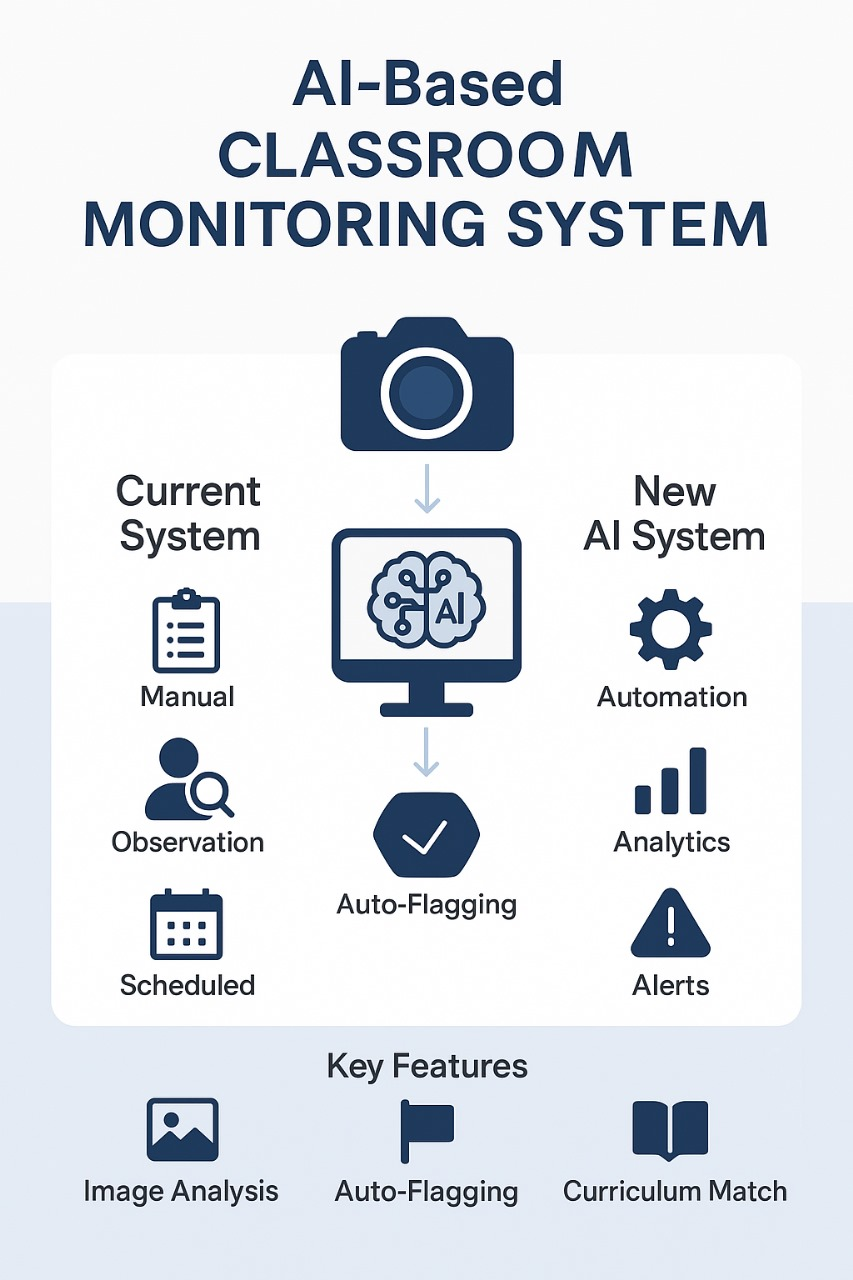 AI-Based
CLASSROOM
MONITORING SYSTEM
Current
System
Manual
Observation
Scheduled
AI
Auto-Flagging
New
AI System
Automation
Analytics
Alerts
Key Features
Image Analysis
Auto-Flagging
Curriculum Match